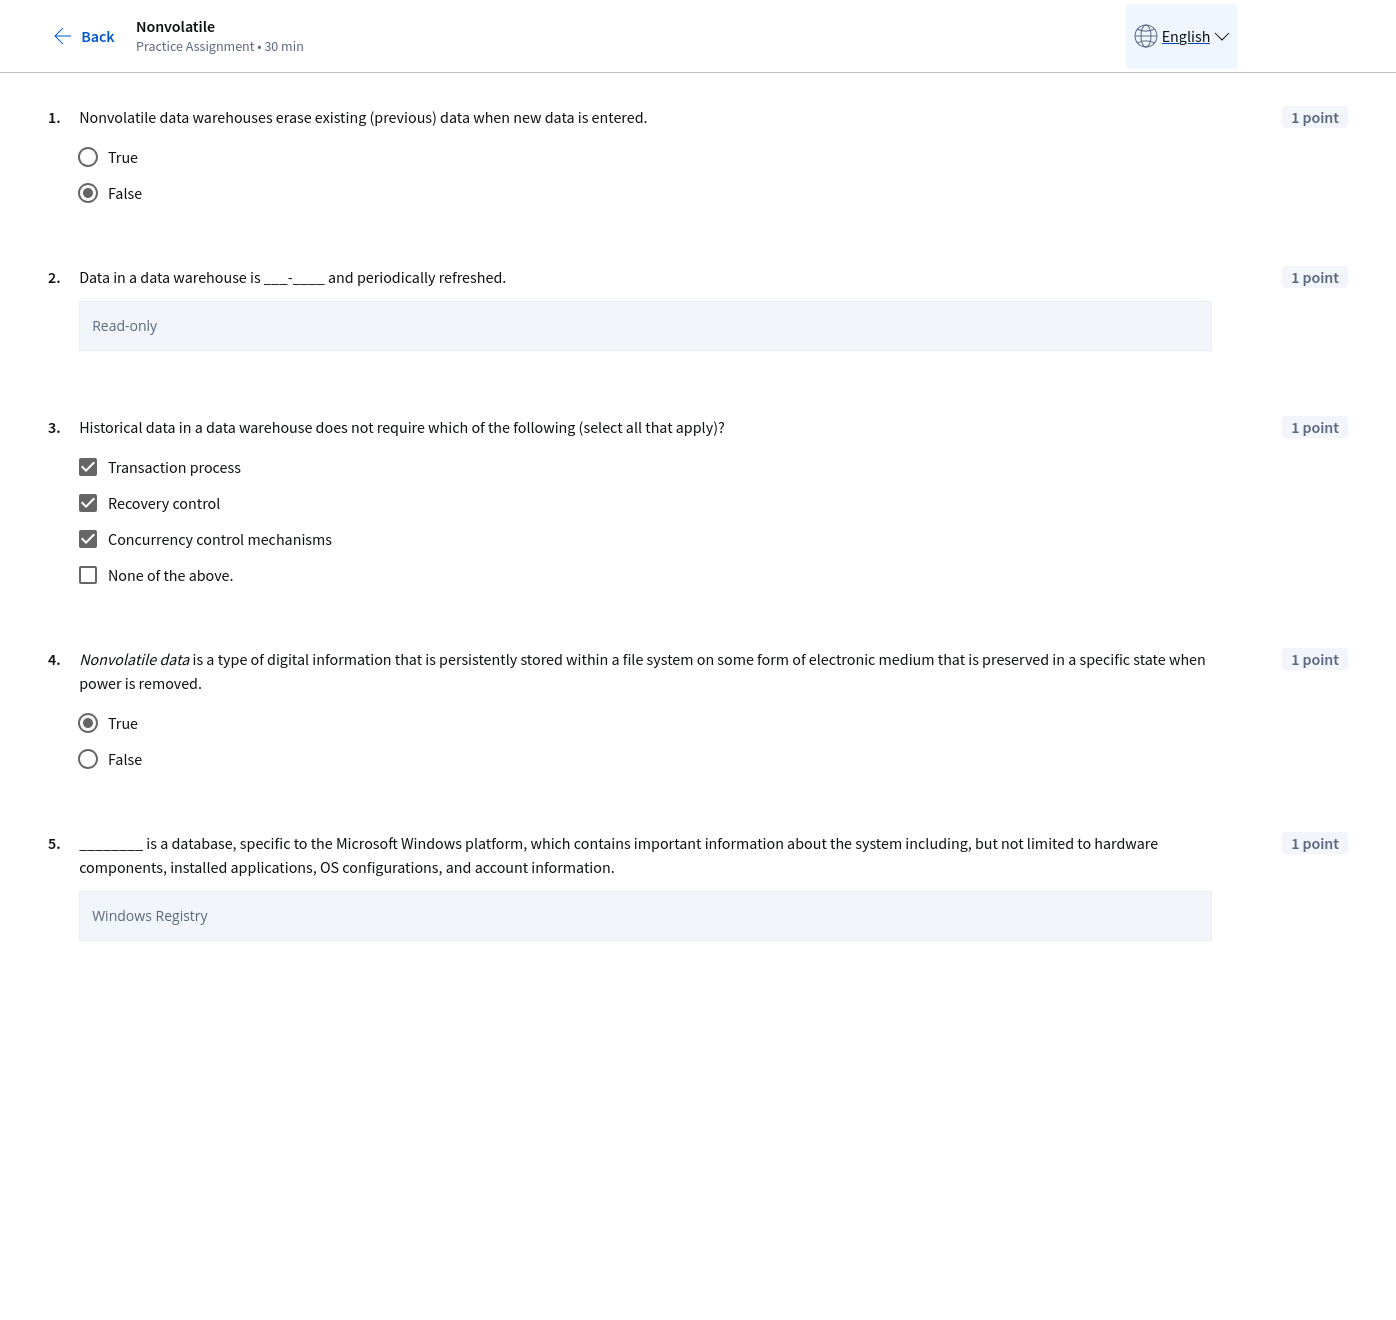 Back
Nonvolatile
Practice Assignment • 30 min
English
1. Nonvolatile data warehouses erase existing (previous) data when new data is entered. 1 point
True
False
2. Data in a data warehouse is ___-____ and periodically refreshed. 1 point
Read-only
3. Historical data in a data warehouse does not require which of the following (select all that apply)? 1 point
Transaction process
Recovery control
Concurrency control mechanisms
None of the above.
4. Nonvolatile data is a type of digital information that is persistently stored within a file system on some form of electronic medium that is preserved in a specific state when 1 point
power is removed.
True
False
5. ________ is a database, specific to the Microsoft Windows platform, which contains important information about the system including, but not limited to hardware 1 point
components, installed applications, OS configurations, and account information.
Windows Registry